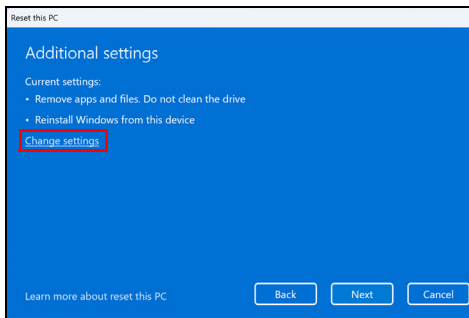 Reset this PC
Additional settings
Current settings:
• Remove apps and files. Do not clean the drive
• Reinstall Windows from this device
Change settings
Learn more about reset this PC
Back
Next
Cancel